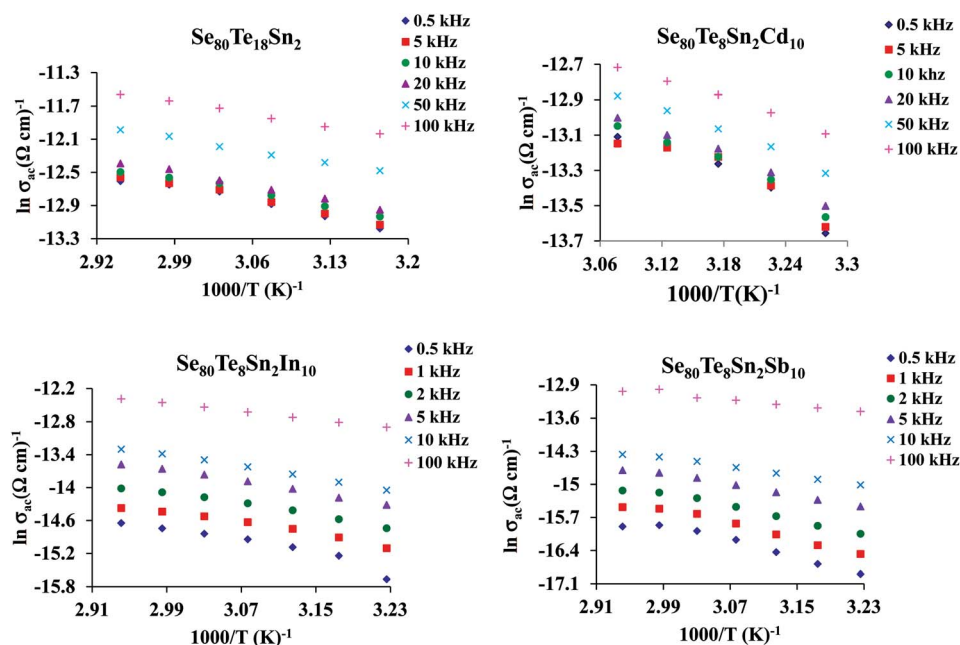 Se80Te18Sn2
0.5 kHz
5 kHz
10 kHz
20 kHz
50 kHz
100 kHz
-11.3
-11.7
-12.1
-12.5
-12.9
-13.3
ln σac(Ω cm)-1
2.92 2.99 3.06 3.13 3.2
1000/T (K)-1
Se80Te8Sn2Cd10
0.5 kHz
5 kHz
10 khz
20 kHz
50 kHz
100 kHz
-12.7
-12.9
-13.1
-13.3
-13.5
-13.7
ln σac(Ω cm)-1
3.06 3.12 3.18 3.24 3.3
1000/T(K)-1
Se80Te8Sn2In10
0.5 kHz
1 kHz
2 kHz
5 kHz
10 kHz
100 kHz
-12.2
-12.8
-13.4
-14
-14.6
-15.2
-15.8
ln σac(Ω cm)-1
2.91 2.99 3.07 3.15 3.23
1000/T (K)-1
Se80Te8Sn2Sb10
0.5 kHz
1 kHz
2 kHz
5 kHz
10 kHz
100 kHz
-12.9
-13.6
-14.3
-15
-15.7
-16.4
-17.1
ln σac(Ω cm)-1
2.91 2.99 3.07 3.15 3.23
1000/T (K)-1